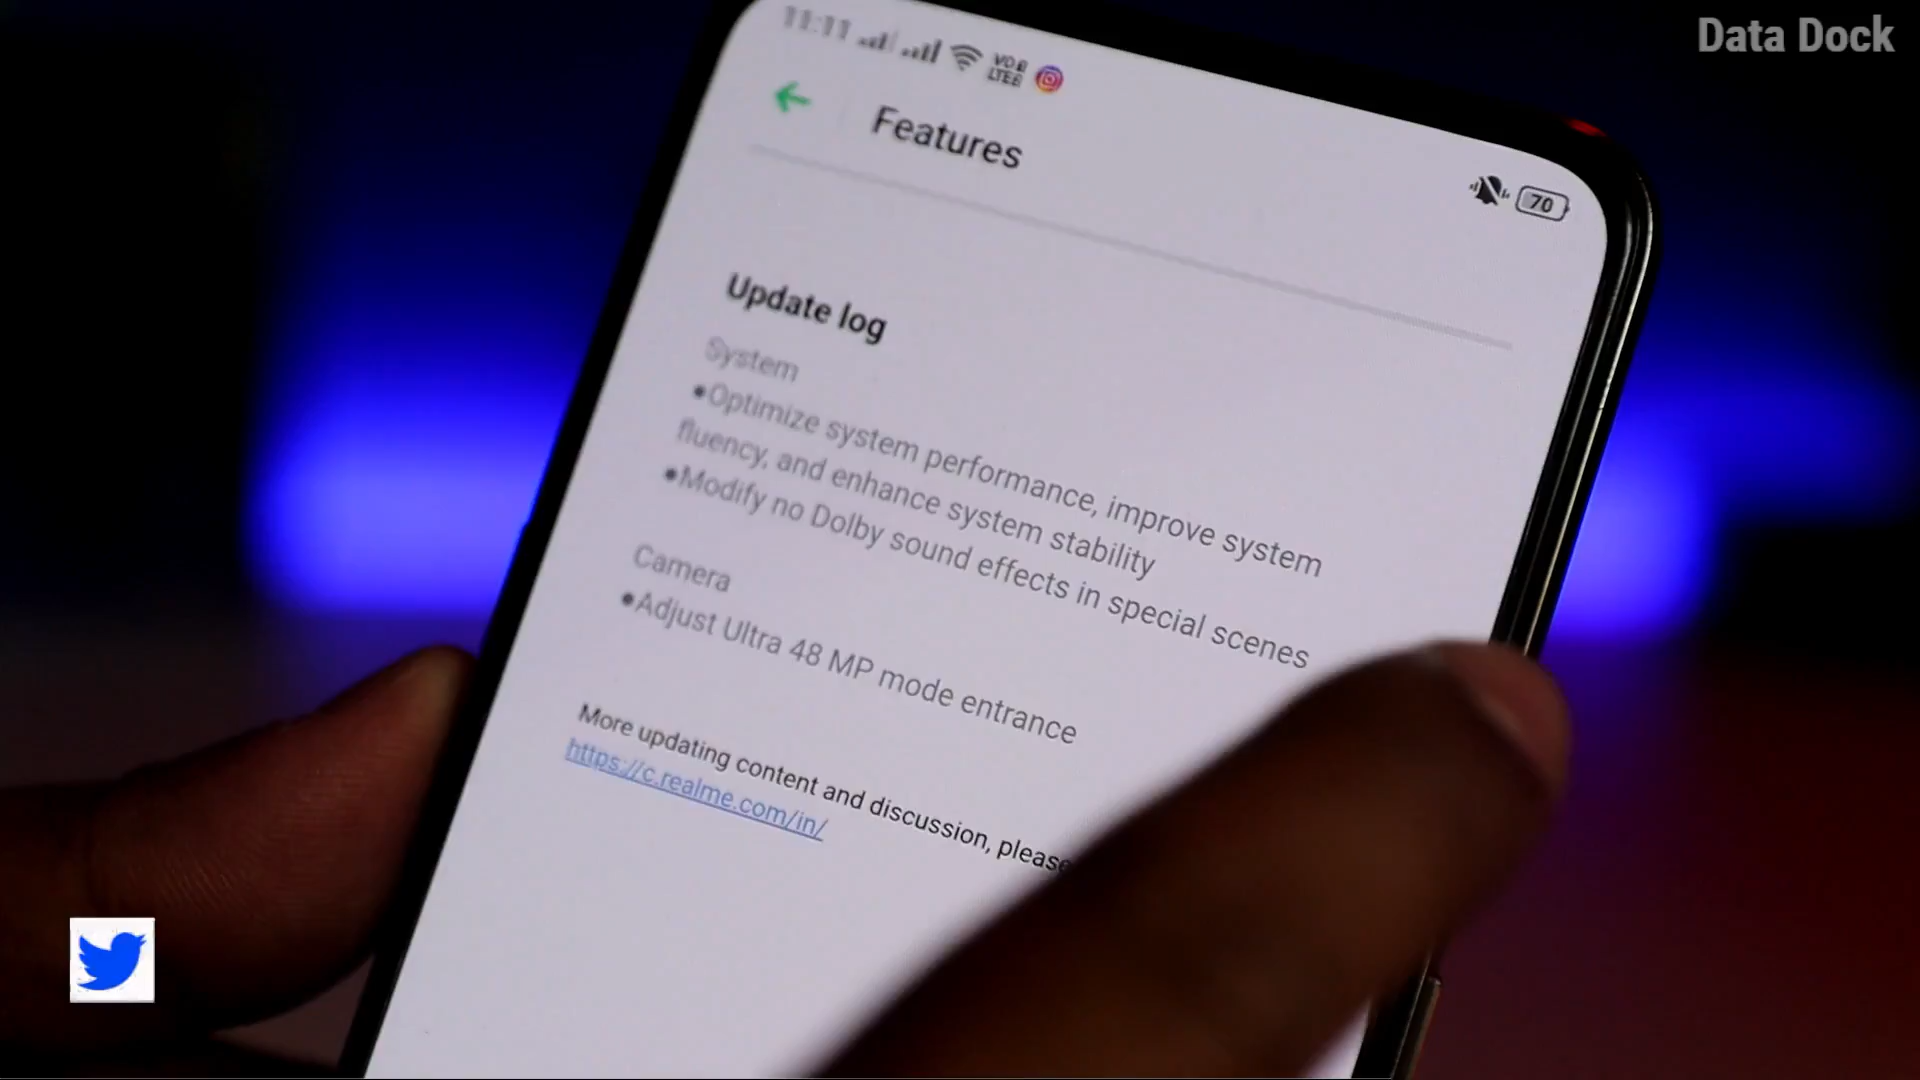 Data Dock
11:11
VO
LTE
Features
70
Update log
System
●Optimize system performance, improve system
fluency, and enhance system stability
●Modify no Dolby sound effects in special scenes
Camera
●Adjust Ultra 48 MP mode entrance
More updating content and discussion, please
https://c.realme.com/in/